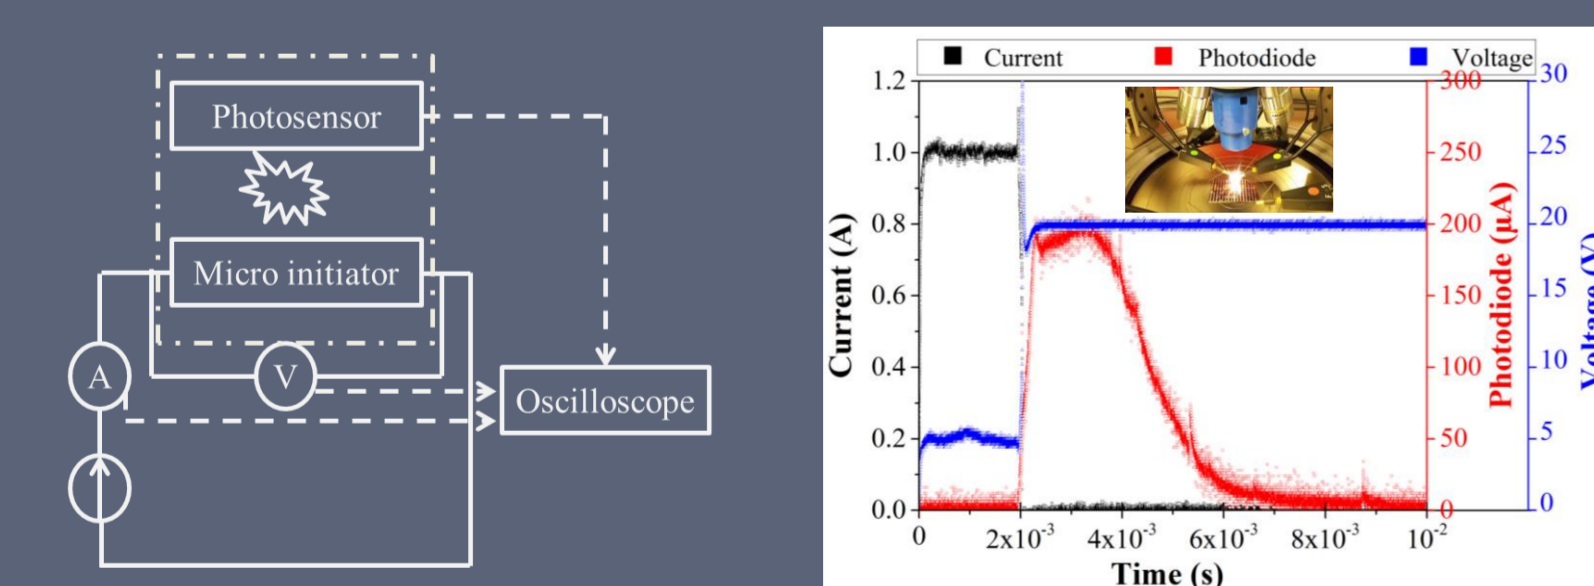 Photosensor
Micro initiator
A
V
Oscilloscope
Current
Photodiode
Voltage
Current (A)
1.2
1.0
0.8
0.6
0.4
0.2
0.0
0
2x10⁻³
4x10⁻³
6x10⁻³
8x10⁻³
10⁻²
Time (s)
300
250
200
150
100
50
0
Photodiode (µA)
30
25
20
15
10
5
0
Voltage (V)